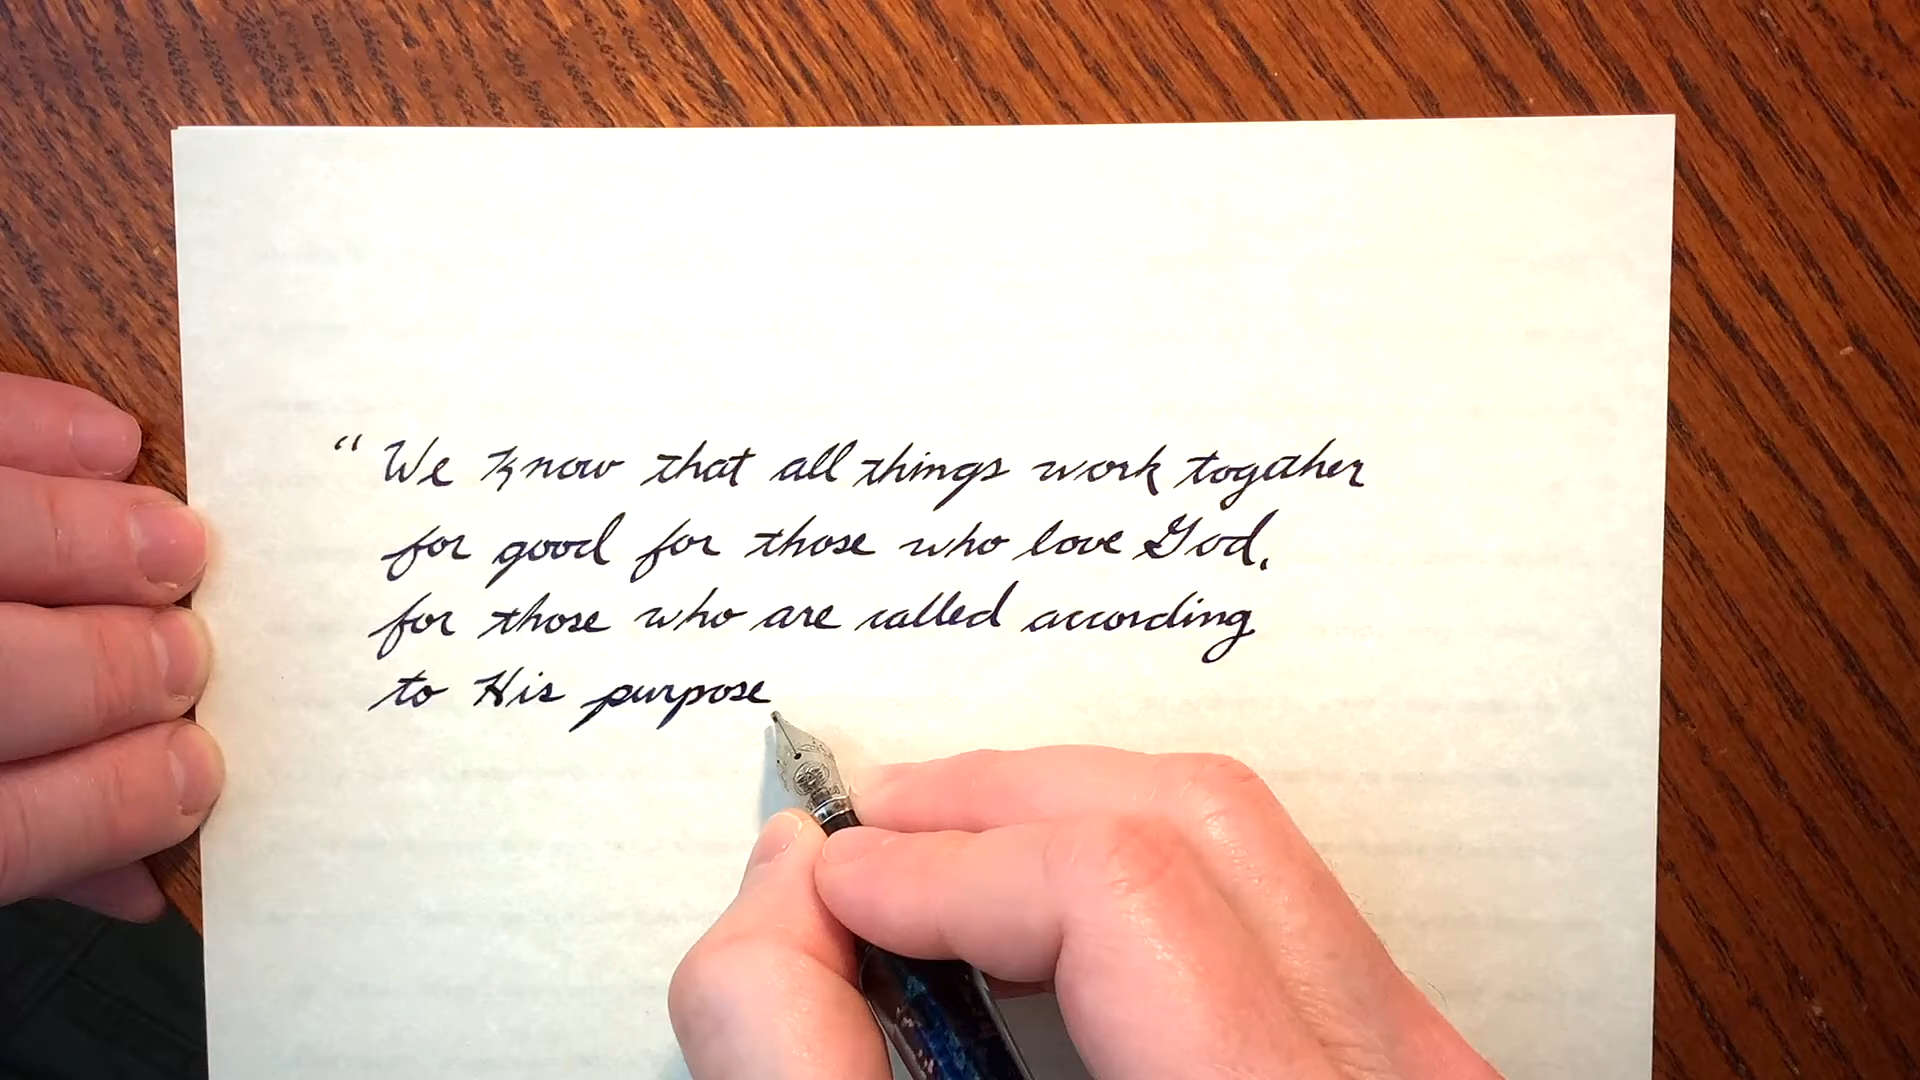 “ We know that all things work together
for good for those who love God,
for those who are called according
to His purpose